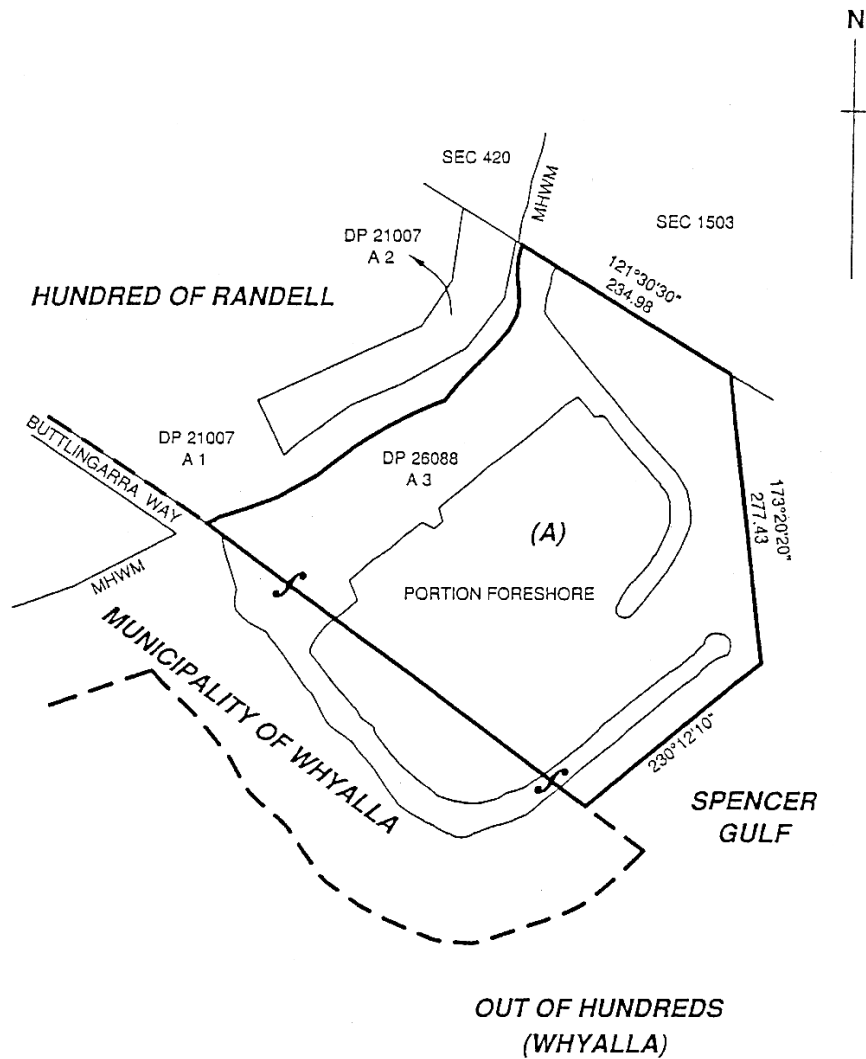 N
SEC 420
MHWM
SEC 1503
DP 21007
A 2
121°30'30"
234.98
HUNDRED OF RANDELL
BUTTLINGARRA WAY
DP 21007
A 1
DP 26088
A 3
173°20'20"
277.43
(A)
MHWM
PORTION FORESHORE
MUNICIPALITY OF WHYALLA
230°12'10"
SPENCER
GULF
OUT OF HUNDREDS
(WHYALLA)